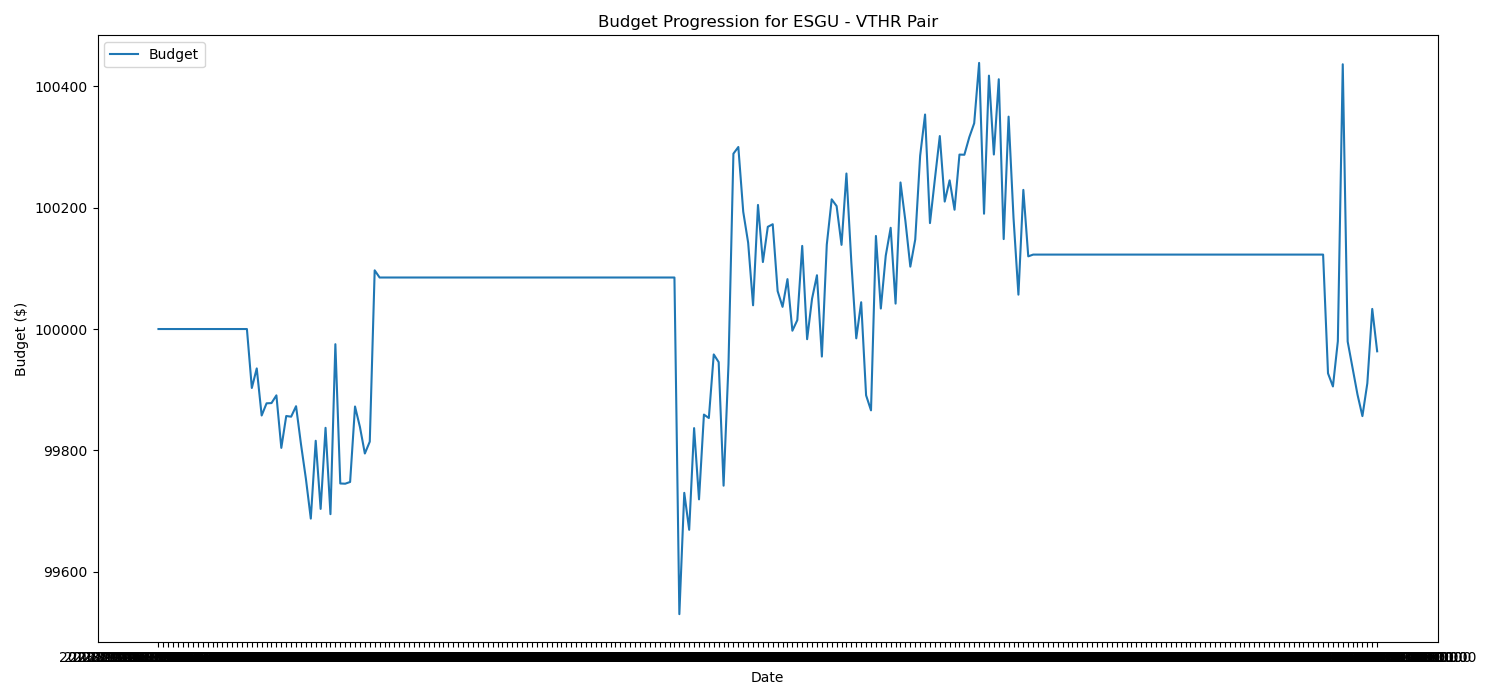 Budget Progression for ESGU - VTHR Pair
Budget
100400
100200
100000
99800
99600
Budget ($)
Date